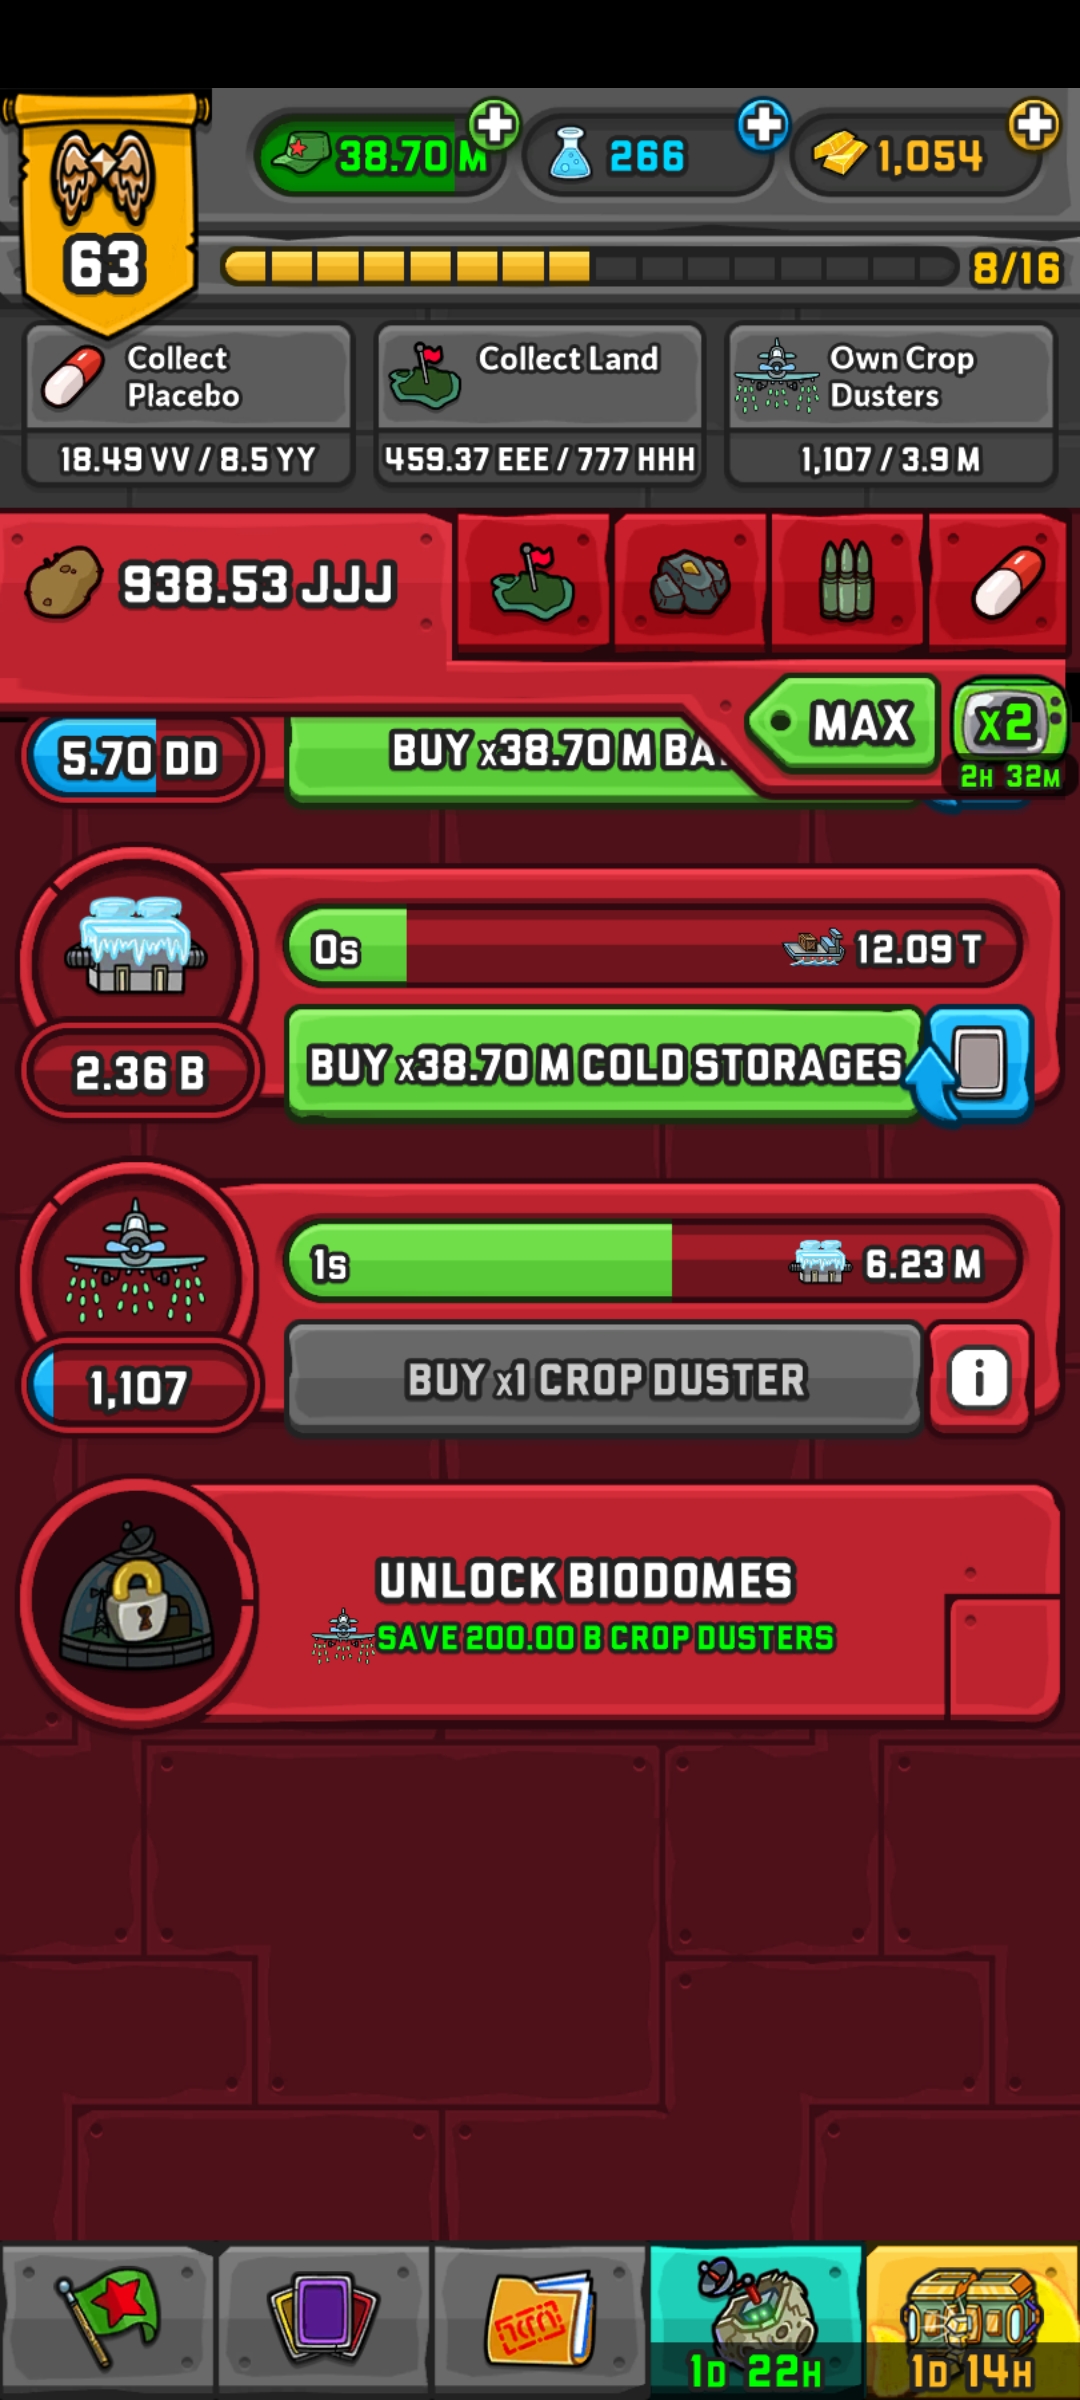 38.70 M
266
1,054
63
8/16
Collect
Placebo
18.49 VV / 8.5 YY
Collect Land
459.37 EEE / 777 HHH
Own Crop
Dusters
1,107 / 3.9 M
938.53 JJJ
MAX
X2
2H 32M
5.70 DD
BUY x38.70 M BA
0s
12.09 T
2.36 B
BUY x38.70 M COLD STORAGES
1s
6.23 M
1,107
BUY x1 CROP DUSTER
i
UNLOCK BIODOMES
SAVE 200.00 B CROP DUSTERS
1D 22H
1D 14H